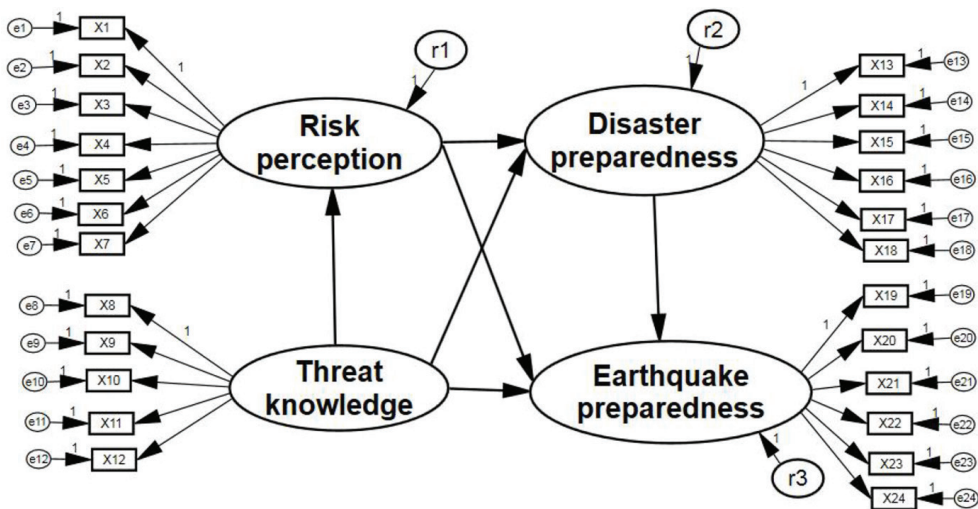 e1 1 X1
e2 1 X2
e3 1 X3
e4 1 X4
e5 1 X5
e6 1 X6
e7 1 X7
1
Risk
perception
1
r1
r2
1
Disaster
preparedness
1
X13 1 e13
X14 1 e14
X15 1 e15
X16 1 e16
X17 1 e17
X18 1 e18
e8 1 X8
e9 1 X9
e10 1 X10
e11 1 X11
e12 1 X12
1
Threat
knowledge
Earthquake
preparedness
1
r3
1
X19 1 e19
X20 1 e20
X21 1 e21
X22 1 e22
X23 1 e23
X24 1 e24